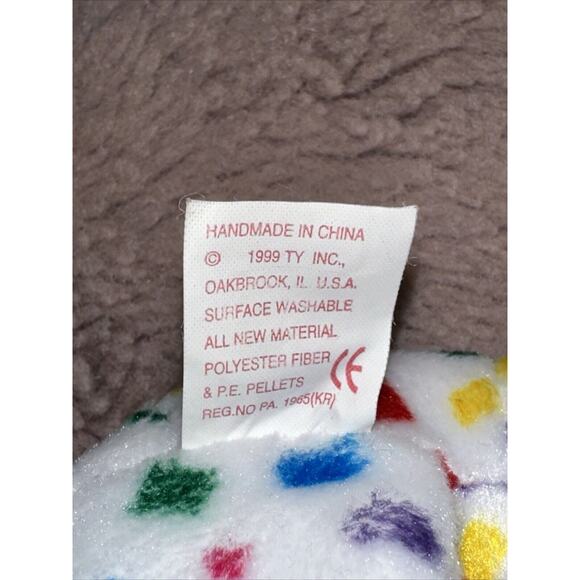 HANDMADE IN CHINA
© 1999 TY INC.,
OAKBROOK, IL. U.S.A.
SURFACE WASHABLE
ALL NEW MATERIAL
POLYESTER FIBER
& P.E. PELLETS CE
REG.NO PA. 1965(KR)